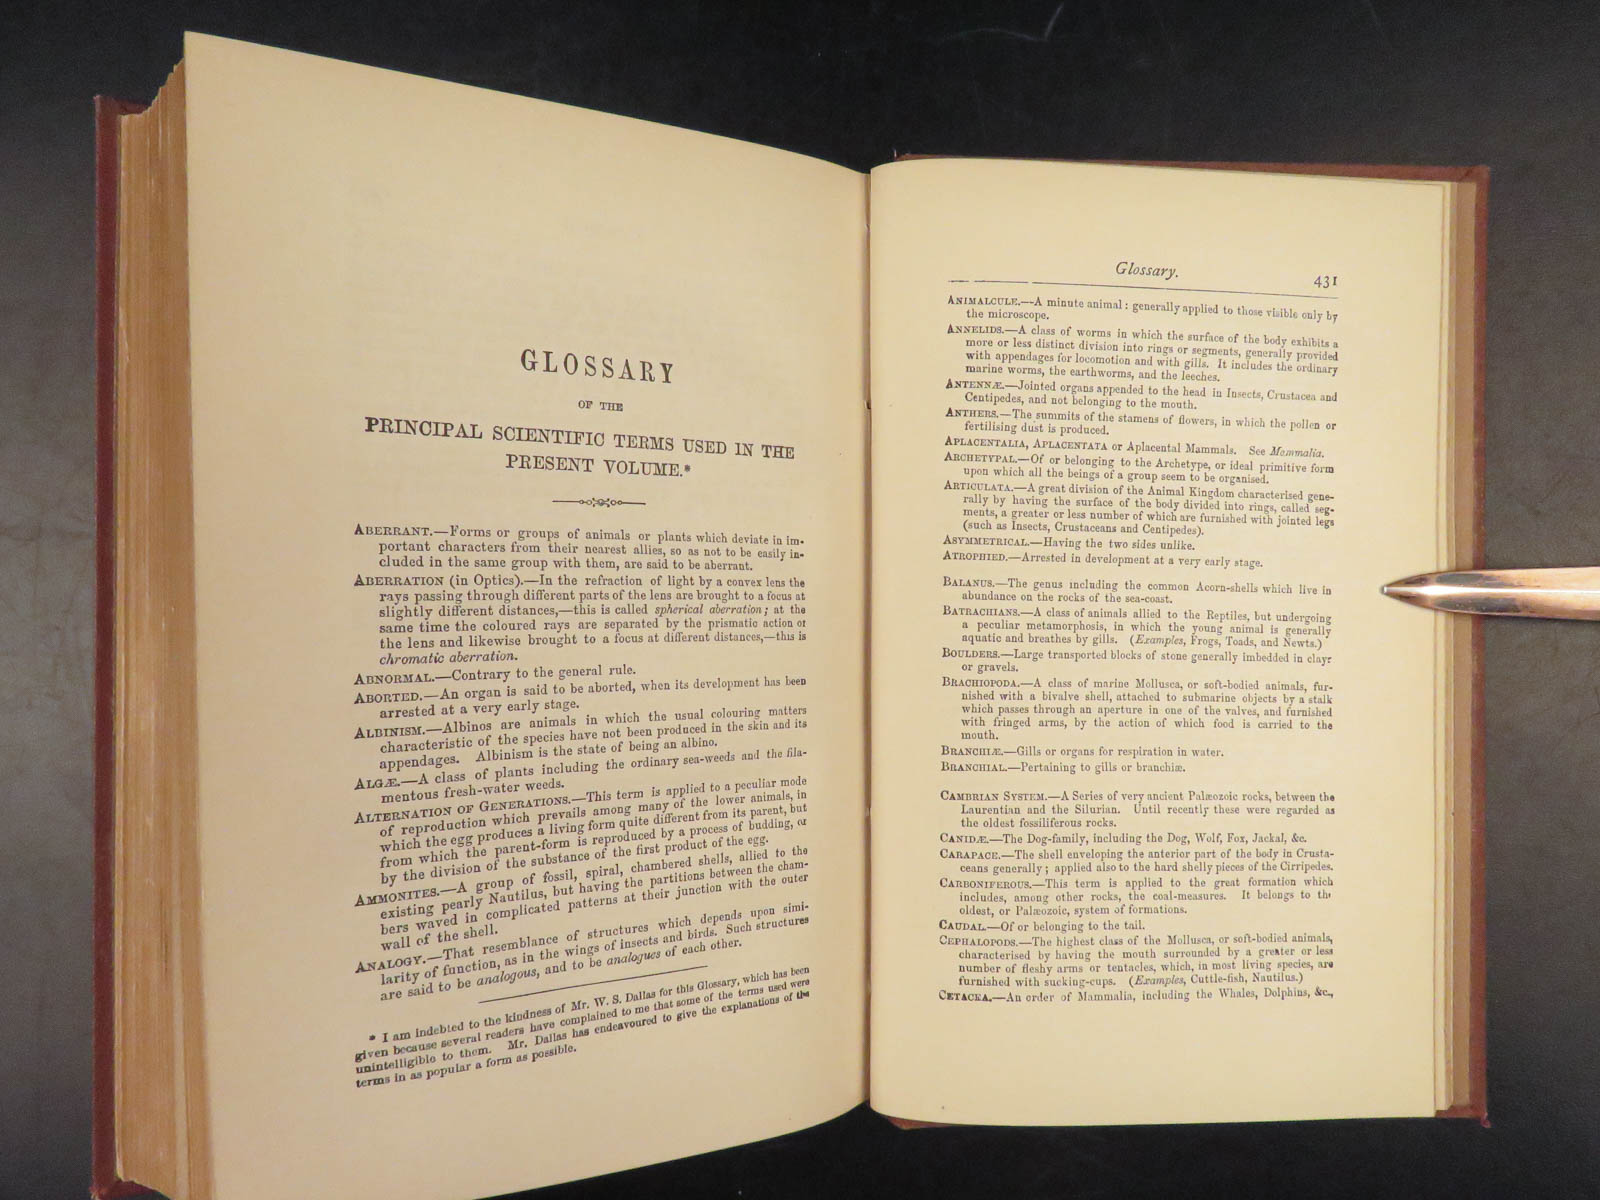 GLOSSARY
OF THE
PRINCIPAL SCIENTIFIC TERMS USED IN THE
PRESENT VOLUME.*
ABERRANT.—Forms or groups of animals or plants which deviate in im-
portant characters from their nearest allies, so as not to be easily in-
cluded in the same group with them, are said to be aberrant.
ABERRATION (in Optics).—In the refraction of light by a convex lens the
rays passing through different parts of the lens are brought to a focus at
slightly different distances,—this is called spherical aberration; at the
same time the coloured rays are separated by the prismatic action or
the lens and likewise brought to a focus at different distances,—this is
chromatic aberration.
ABNORMAL.—Contrary to the general rule.
ABORTED.—An organ is said to be aborted, when its development has been
arrested at a very early stage.
ALBINISM.—Albinos are animals in which the usual colouring matters
characteristic of the species have not been produced in the skin and its
appendages. Albinism is the state of being an albino.
ALGÆ.—A class of plants including the ordinary sea-weeds and the fila-
mentous fresh-water weeds.
ALTERNATION OF GENERATIONS.—This term is applied to a peculiar mode
of reproduction which prevails among many of the lower animals, in
which the egg produces a living form quite different from its parent, but
from which the parent-form is reproduced by a process of budding, or
by the division of the substance of the first product of the egg.
AMMONITES.—A group of fossil, spiral, chambered shells, allied to the
existing pearly Nautilus, but having the partitions between the cham-
bers waved in complicated patterns at their junction with the outer
wall of the shell.
ANALOGY.—That resemblance of structures which depends upon simi-
larity of function, as in the wings of insects and birds. Such structures
are said to be analogous, and to be analogues of each other.
* I am indebted to the kindness of Mr. W. S. Dallas for this Glossary, which has been
given because several readers have complained to me that some of the terms used were
unintelligible to them. Mr. Dallas has endeavoured to give the explanations of the
terms in as popular a form as possible.
Glossary.
431
ANIMALCULE.—A minute animal: generally applied to those visible only by
the microscope.
ANNELIDS.—A class of worms in which the surface of the body exhibits a
more or less distinct division into rings or segments, generally provided
with appendages for locomotion and with gills. It includes the ordinary
marine worms, the earthworms, and the leeches.
ANTENNÆ.—Jointed organs appended to the head in Insects, Crustacea and
Centipedes, and not belonging to the mouth.
ANTHERS.—The summits of the stamens of flowers, in which the pollen or
fertilising dust is produced.
APLACENTALIA, APLACENTATA or Aplacental Mammals. See Mammalia.
ARCHETYPAL.—Of or belonging to the Archetype, or ideal primitive form
upon which all the beings of a group seem to be organised.
ARTICULATA.—A great division of the Animal Kingdom characterised gene-
rally by having the surface of the body divided into rings, called seg-
ments, a greater or less number of which are furnished with jointed legs
(such as Insects, Crustaceans and Centipedes).
ASYMMETRICAL.—Having the two sides unlike.
ATROPHIED.—Arrested in development at a very early stage.
BALANUS.—The genus including the common Acorn-shells which live in
abundance on the rocks of the sea-coast.
BATRACHIANS.—A class of animals allied to the Reptiles, but undergoing
a peculiar metamorphosis, in which the young animal is generally
aquatic and breathes by gills. (Examples, Frogs, Toads, and Newts.)
BOULDERS.—Large transported blocks of stone generally imbedded in clays
or gravels.
BRACHIOPODA.—A class of marine Mollusca, or soft-bodied animals, fur-
nished with a bivalve shell, attached to submarine objects by a stalk
which passes through an aperture in one of the valves, and furnished
with fringed arms, by the action of which food is carried to the
mouth.
BRANCHIÆ.—Gills or organs for respiration in water.
BRANCHIAL.—Pertaining to gills or branchiæ.
CAMBRIAN SYSTEM.—A Series of very ancient Palæozoic rocks, between the
Laurentian and the Silurian. Until recently these were regarded as
the oldest fossiliferous rocks.
CANIDÆ.—The Dog-family, including the Dog, Wolf, Fox, Jackal, &c.
CARAPACE.—The shell enveloping the anterior part of the body in Crusta-
ceans generally; applied also to the hard shelly pieces of the Cirripedes.
CARBONIFEROUS.—This term is applied to the great formation which
includes, among other rocks, the coal-measures. It belongs to the
oldest, or Palæozoic, system of formations.
CAUDAL.—Of or belonging to the tail.
CEPHALOPODS.—The highest class of the Mollusca, or soft-bodied animals,
characterised by having the mouth surrounded by a greater or less
number of fleshy arms or tentacles, which, in most living species, are
furnished with sucking-cups. (Examples, Cuttle-fish, Nautilus.)
CETACEA.—An order of Mammalia, including the Whales, Dolphins, &c.,